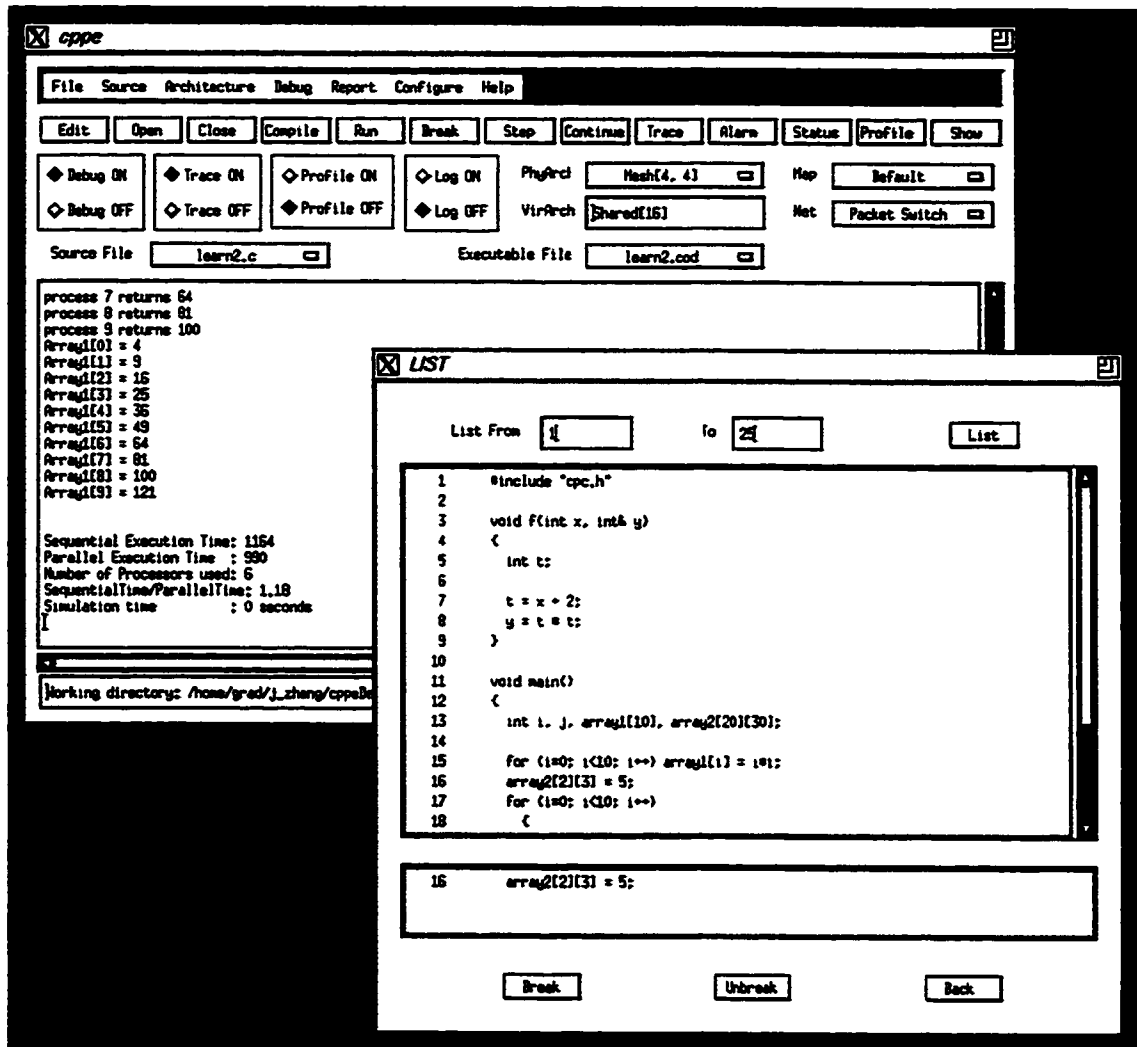 cppe
File Source Architecture Debug Report Configure Help
Edit Open Close Compile Run Break Step Continue Trace Alarm Status Profile Show
Debug ON Trace ON Profile ON Log ON PhyArch Mesh[4, 4] Map Default
Debug OFF Trace OFF Profile OFF Log OFF VirArch Shared[16] Net Packet Switch
Source File learn2.c Executable File learn2.cod
process 7 returns 64
process 8 returns 81
process 9 returns 100
Array1[0] = 4
Array1[1] = 9
Array1[2] = 16
Array1[3] = 25
Array1[4] = 36
Array1[5] = 49
Array1[6] = 64
Array1[7] = 81
Array1[8] = 100
Array1[9] = 121
Sequential Execution Time: 1164
Parallel Execution Time : 990
Number of Processors used: 6
SequentialTime/ParallelTime: 1.18
Simulation time : 0 seconds
Working directory: /home/grad/j_zheng/
LIST
List From 1 To 25 List
1 #include "cpc.h"
2
3 void f(int x, int& y)
4 {
5 int t;
6
7 t = x + 2;
8 y = t * t;
9 }
10
11 void main()
12 {
13 int i, j, array1[10], array2[20][30];
14
15 for (i=0; i<10; i++) array1[i] = i*i;
16 array2[2][3] = 5;
17 for (i=0; i<10; i++)
18 {
16 array2[2][3] = 5;
Break Unbreak Back